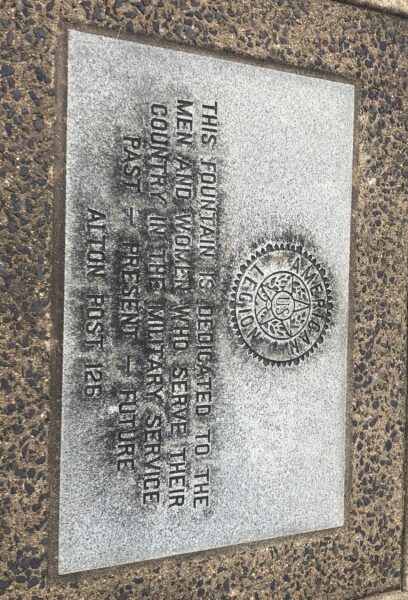 AMERICAN
LEGION
US
THIS FOUNTAIN IS DEDICATED TO THE
MEN AND WOMEN WHO SERVE THEIR
COUNTRY IN THE MILITARY SERVICE
PAST — PRESENT — FUTURE
ALTON POST 126